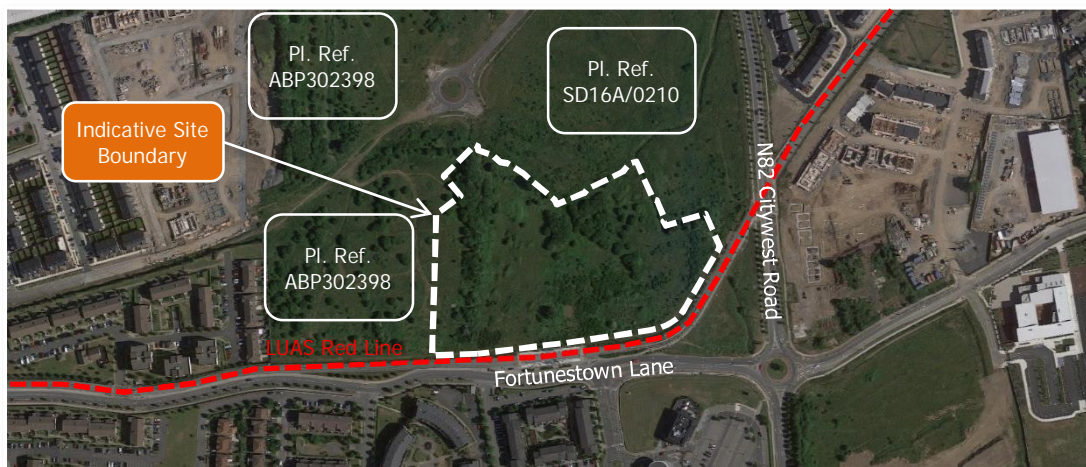 Pl. Ref.
ABP302398
Pl. Ref.
SD16A/0210
Indicative Site
Boundary
Pl. Ref.
ABP302398
N82 Citywest Road
LUAS Red Line
Fortunestown Lane